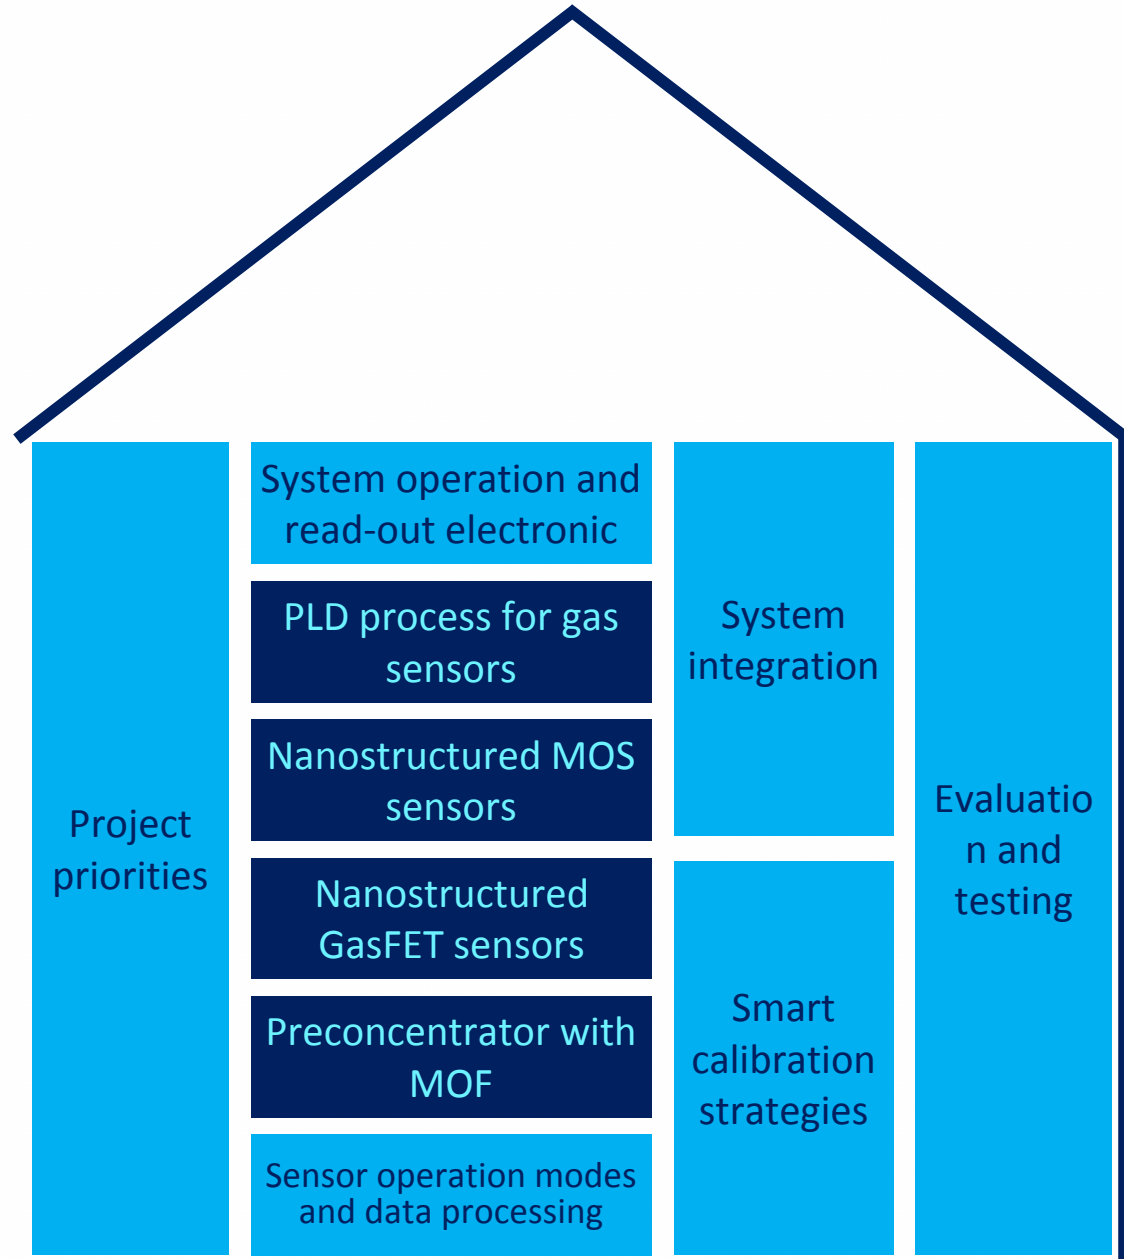 Project
priorities
System operation and
read-out electronic
PLD process for gas
sensors
Nanostructured MOS
sensors
Nanostructured
GasFET sensors
Preconcentrator with
MOF
Sensor operation modes
and data processing
System
integration
Smart
calibration
strategies
Evaluatio
n and
testing